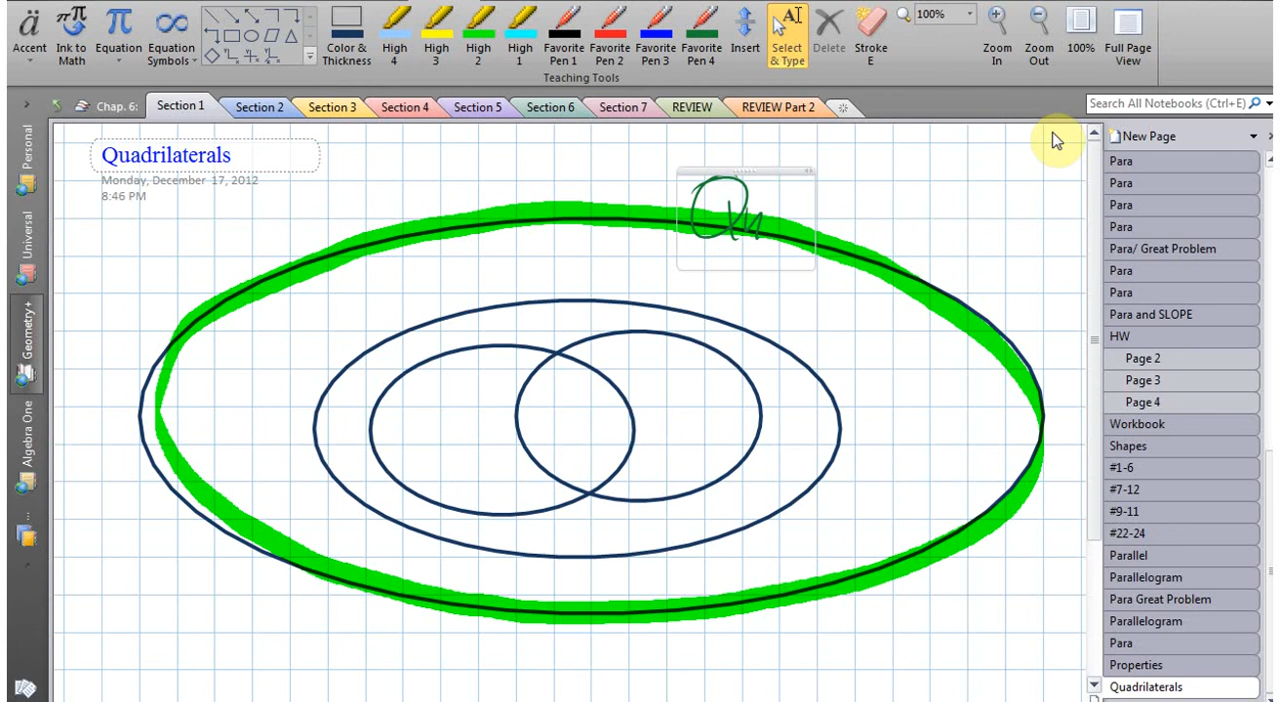 Accent
Ink to Math
Equation
Equation Symbols
Color & Thickness
High 4
High 3
High 2
High 1
Favorite Pen 1
Favorite Pen 2
Favorite Pen 3
Favorite Pen 4
Insert
Select & Type
Delete
Stroke E
100%
Zoom In
Zoom Out
100%
Full Page View
Teaching Tools
Chap. 6:
Section 1
Section 2
Section 3
Section 4
Section 5
Section 6
Section 7
REVIEW
REVIEW Part 2
Search All Notebooks (Ctrl+E)
Personal
Universal
Geometry+
Algebra One
Quadrilaterals
Monday, December 17, 2012
8:46 PM
New Page
Para
Para
Para
Para
Para/ Great Problem
Para
Para
Para and SLOPE
HW
Page 2
Page 3
Page 4
Workbook
Shapes
#1-6
#7-12
#9-11
#22-24
Parallel
Parallelogram
Para Great Problem
Parallelogram
Para
Properties
Quadrilaterals